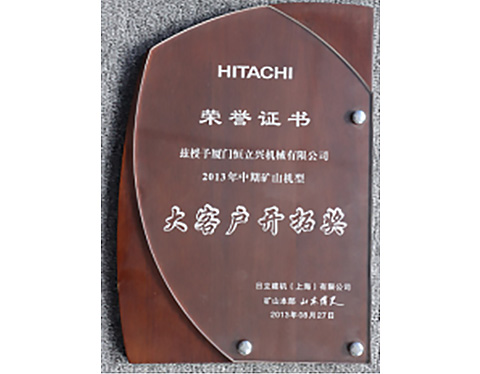 HITACHI
荣誉证书
兹授予厦门恒立兴机械有限公司
2013年中期矿山机型
大客户开拓奖
日立建机（上海）有限公司
矿山本部
2013年08月27日